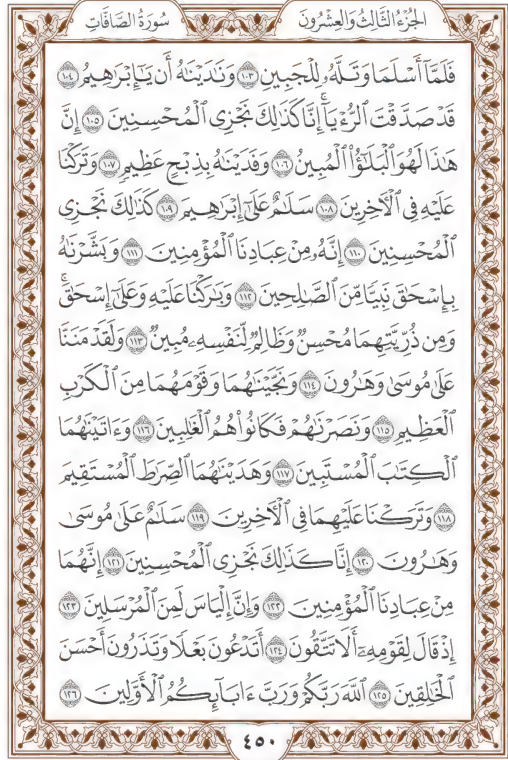 الجُزْءُ الثَّالِثُ وَالعِشْرُونَ
سُورَةُ الصَّافَّاتِ
فَلَمَّآ أَسْلَمَا وَتَلَّهُۥ لِلْجَبِينِ ١٠٣ وَنَٰدَيْنَٰهُ أَن يَٰٓإِبْرَٰهِيمُ ١٠٤
قَدْ صَدَّقْتَ ٱلرُّءْيَآ ۚ إِنَّا كَذَٰلِكَ نَجْزِى ٱلْمُحْسِنِينَ ١٠٥ إِنَّ
هَٰذَا لَهُوَ ٱلْبَلَٰٓؤُا۟ ٱلْمُبِينُ ١٠٦ وَفَدَيْنَٰهُ بِذِبْحٍ عَظِيمٍ ١٠٧ وَتَرَكْنَا
عَلَيْهِ فِى ٱلْءَاخِرِينَ ١٠٨ سَلَٰمٌ عَلَىٰٓ إِبْرَٰهِيمَ ١٠٩ كَذَٰلِكَ نَجْزِى
ٱلْمُحْسِنِينَ ١١٠ إِنَّهُۥ مِنْ عِبَادِنَا ٱلْمُؤْمِنِينَ ١١١ وَبَشَّرْنَٰهُ
بِإِسْحَٰقَ نَبِيًّا مِّنَ ٱلصَّٰلِحِينَ ١١٢ وَبَٰرَكْنَا عَلَيْهِ وَعَلَىٰٓ إِسْحَٰقَ ۚ
وَمِن ذُرِّيَّتِهِمَا مُحْسِنٌ وَظَالِمٌ لِّنَفْسِهِۦ مُبِينٌ ١١٣ وَلَقَدْ مَنَنَّا
عَلَىٰ مُوسَىٰ وَهَٰرُونَ ١١٤ وَنَجَّيْنَٰهُمَا وَقَوْمَهُمَا مِنَ ٱلْكَرْبِ
ٱلْعَظِيمِ ١١٥ وَنَصَرْنَٰهُمْ فَكَانُوا۟ هُمُ ٱلْغَٰلِبِينَ ١١٦ وَءَاتَيْنَٰهُمَا
ٱلْكِتَٰبَ ٱلْمُسْتَبِينَ ١١٧ وَهَدَيْنَٰهُمَا ٱلصِّرَٰطَ ٱلْمُسْتَقِيمَ
١١٨ وَتَرَكْنَا عَلَيْهِمَا فِى ٱلْءَاخِرِينَ ١١٩ سَلَٰمٌ عَلَىٰ مُوسَىٰ
وَهَٰرُونَ ١٢٠ إِنَّا كَذَٰلِكَ نَجْزِى ٱلْمُحْسِنِينَ ١٢١ إِنَّهُمَا
مِنْ عِبَادِنَا ٱلْمُؤْمِنِينَ ١٢٢ وَإِنَّ إِلْيَاسَ لَمِنَ ٱلْمُرْسَلِينَ ١٢٣
إِذْ قَالَ لِقَوْمِهِۦٓ أَلَا تَتَّقُونَ ١٢٤ أَتَدْعُونَ بَعْلًا وَتَذَرُونَ أَحْسَنَ
ٱلْخَٰلِقِينَ ١٢٥ ٱللَّهَ رَبَّكُمْ وَرَبَّ ءَابَآئِكُمُ ٱلْأَوَّلِينَ ١٢٦
٤٥٠